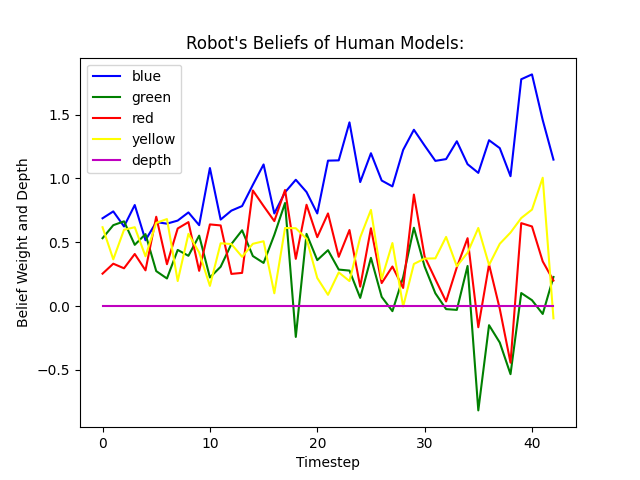 Robot's Beliefs of Human Models:
blue
green
red
yellow
depth
Belief Weight and Depth
1.5
1.0
0.5
0.0
−0.5
0 10 20 30 40
Timestep